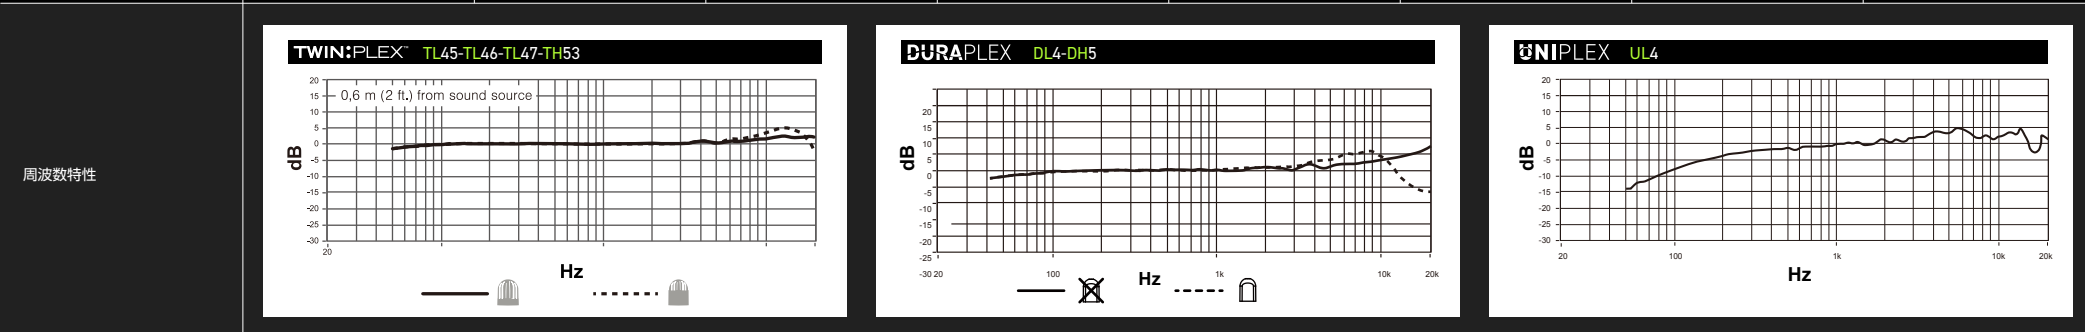 周波数特性
TWIN:PLEX™ TL45-TL46-TL47-TH53
20
15
10
5
0
-5
-10
-15
-20
-25
-30
dB
0,6 m (2 ft.) from sound source
20
Hz
DURAPLEX DL4-DH5
20
15
10
5
0
-5
-10
-15
-20
-25
dB
-30 20 100 1k 10k 20k
Hz
UNIPLEX UL4
20
15
10
5
0
-5
-10
-15
-20
-25
-30
dB
20 100 1k 10k 20k
Hz